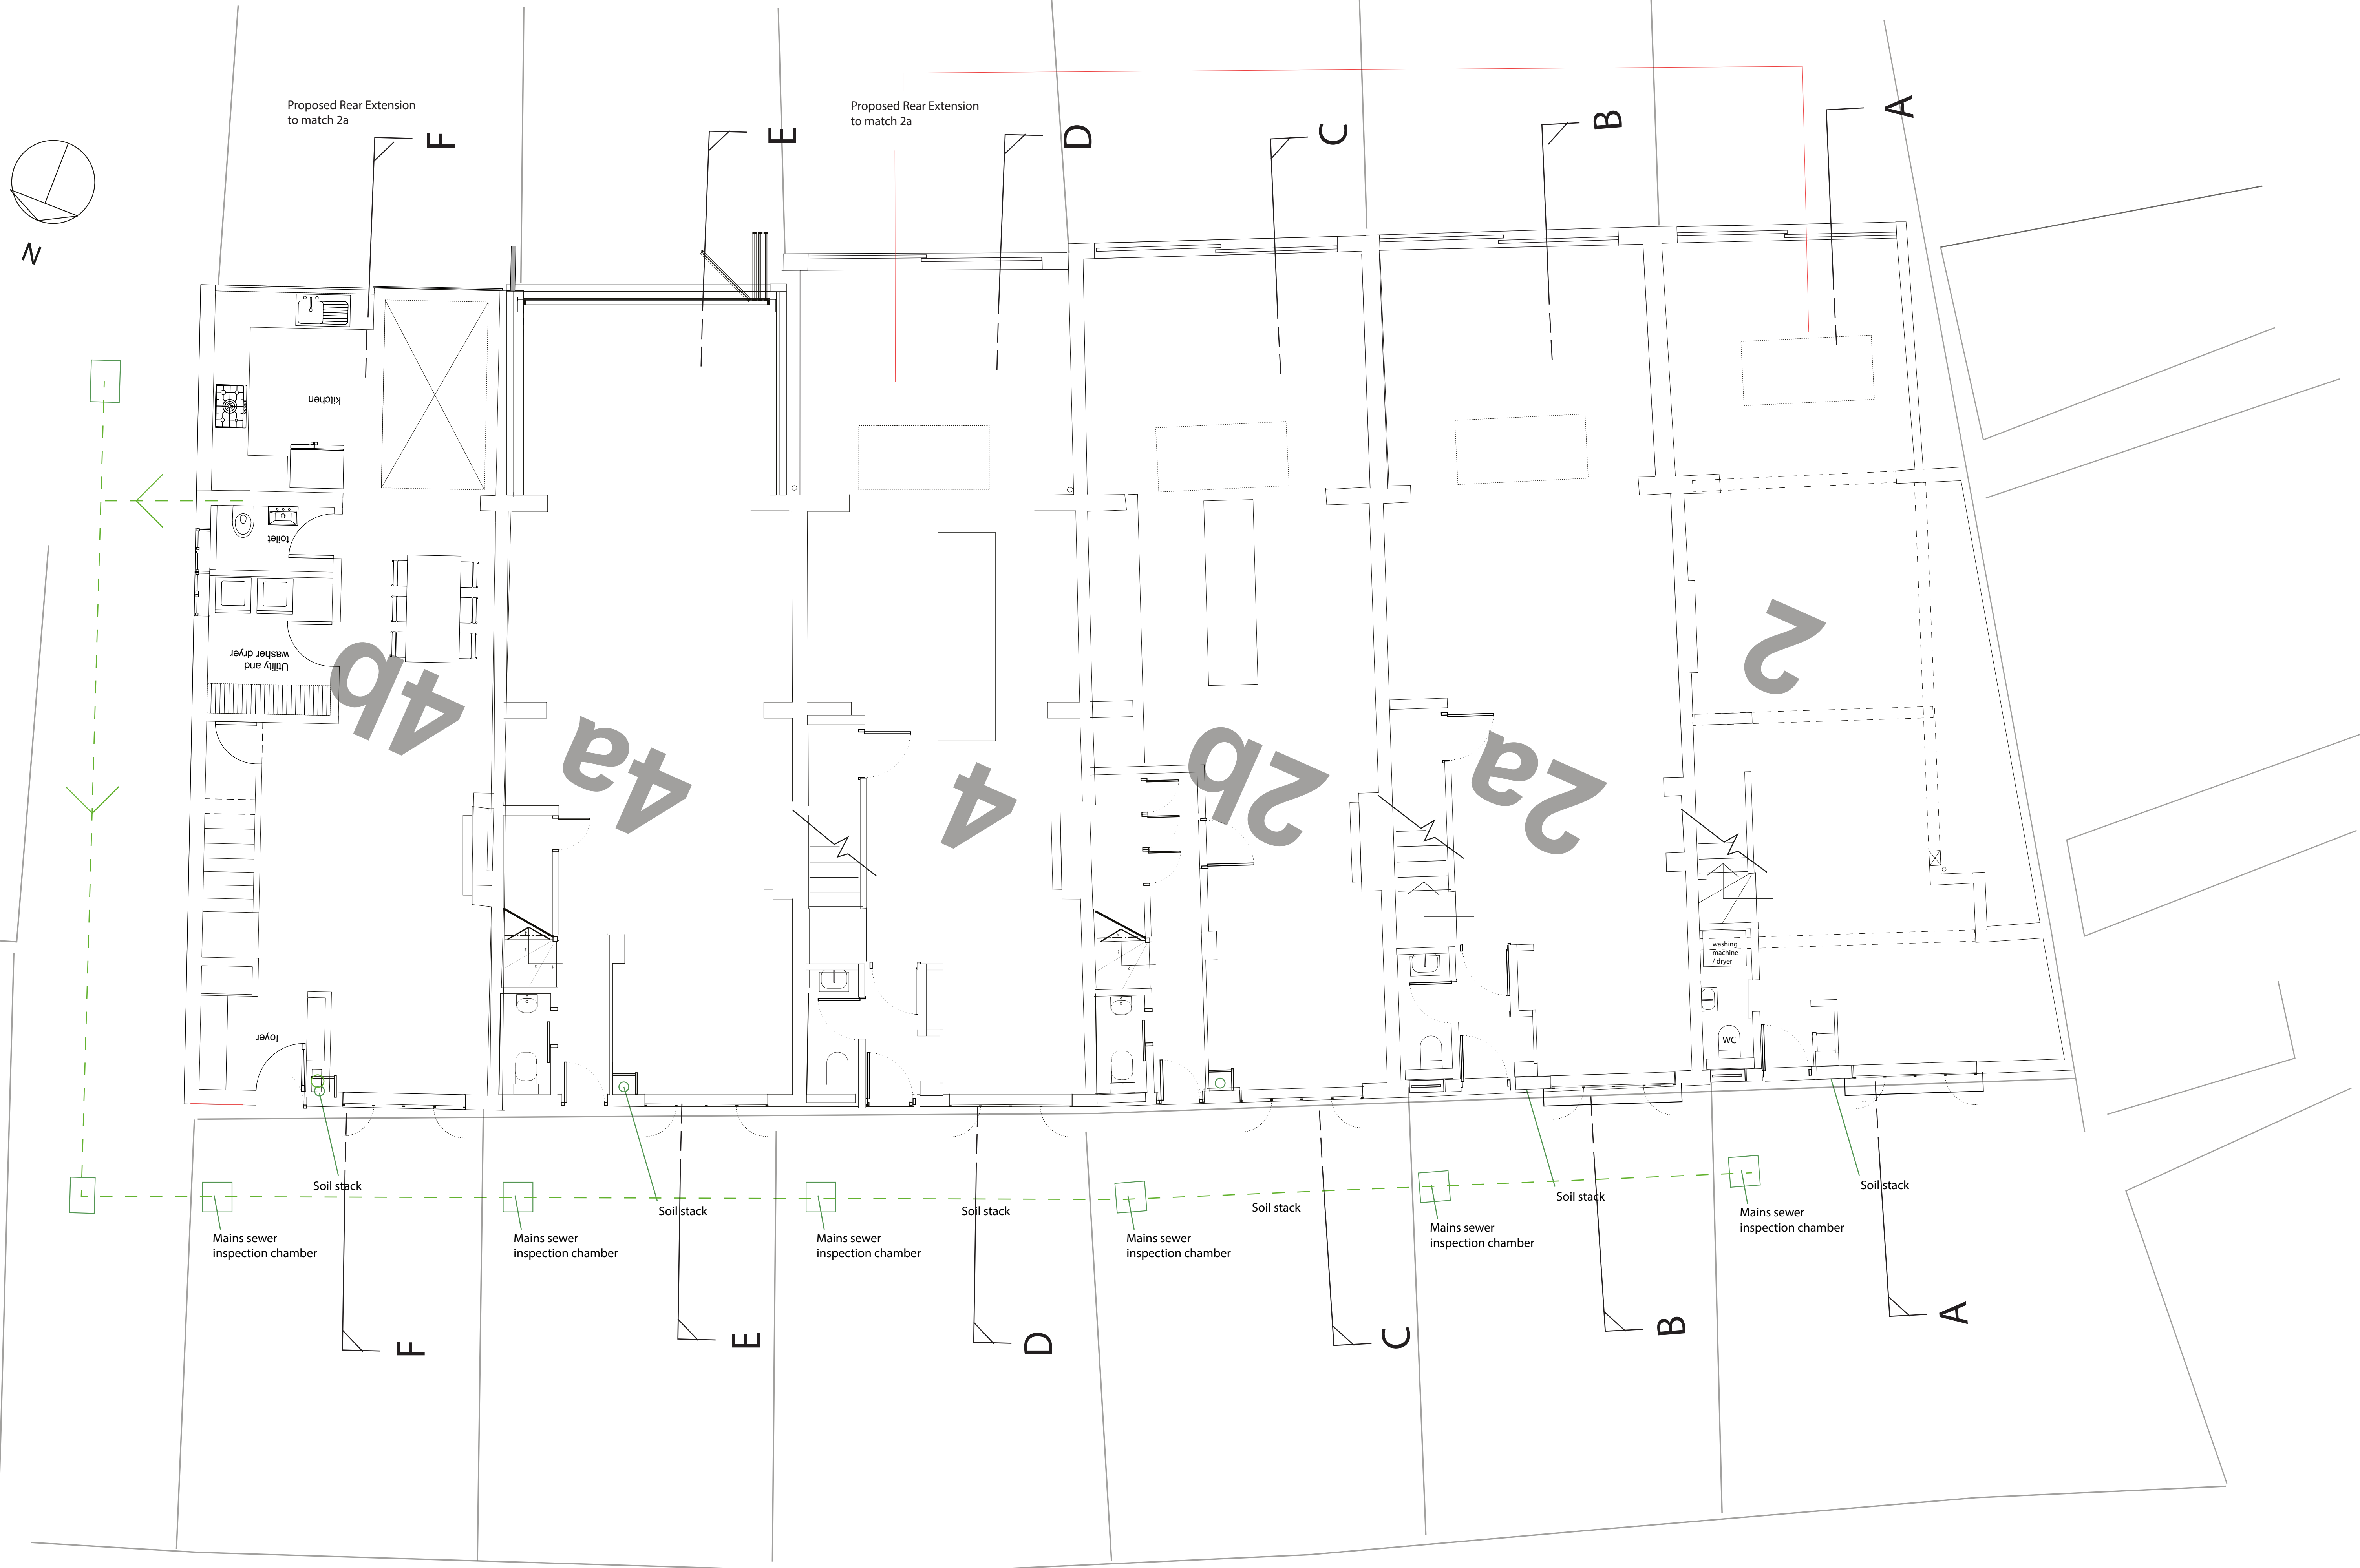 Proposed Rear Extension
to match 2a
Proposed Rear Extension
to match 2a
F
E
D
C
B
A
N
kitchen
toilet
Utility and
washer dryer
4b
4a
4
2b
2a
2
washing
machine
/ dryer
WC
foyer
Soil stack
Soil stack
Soil stack
Soil stack
Soil stack
Soil stack
Mains sewer
inspection chamber
Mains sewer
inspection chamber
Mains sewer
inspection chamber
Mains sewer
inspection chamber
Mains sewer
inspection chamber
Mains sewer
inspection chamber
F
E
D
C
B
A